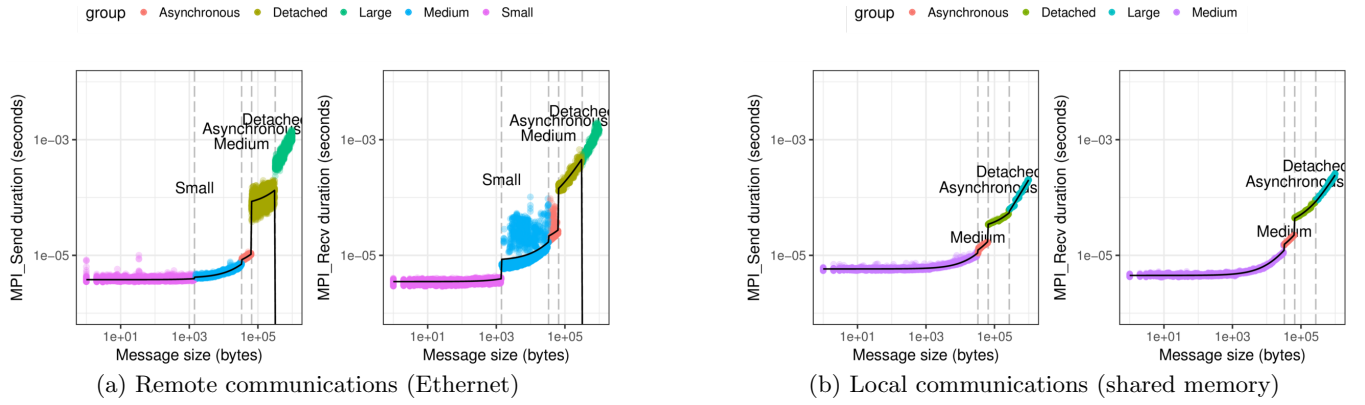 group Asynchronous Detached Large Medium Small
group Asynchronous Detached Large Medium
MPI_Send duration (seconds)
1e−03
1e−05
Small
Medium
Asynchronous
Detached
1e+01 1e+03 1e+05
Message size (bytes)
MPI_Recv duration (seconds)
1e−03
1e−05
Small
Medium
Asynchronous
Detached
1e+01 1e+03 1e+05
Message size (bytes)
MPI_Send duration (seconds)
1e−03
1e−05
Medium
Asynchronous
Detached
1e+01 1e+03 1e+05
Message size (bytes)
MPI_Recv duration (seconds)
1e−03
1e−05
Medium
Asynchronous
Detached
1e+01 1e+03 1e+05
Message size (bytes)
(a) Remote communications (Ethernet)
(b) Local communications (shared memory)